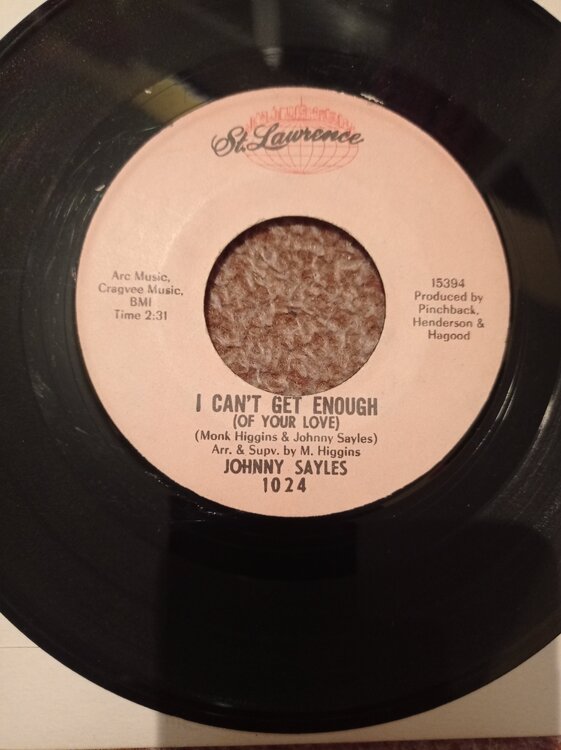 St. Lawrence
Arc Music,
Cragvee Music,
BMI
Time 2:31
15394
Produced by
Pinchback,
Henderson &
Hagood
I CAN'T GET ENOUGH
(OF YOUR LOVE)
(Monk Higgins & Johnny Sayles)
Arr. & Supv. by M. Higgins
JOHNNY SAYLES
1024